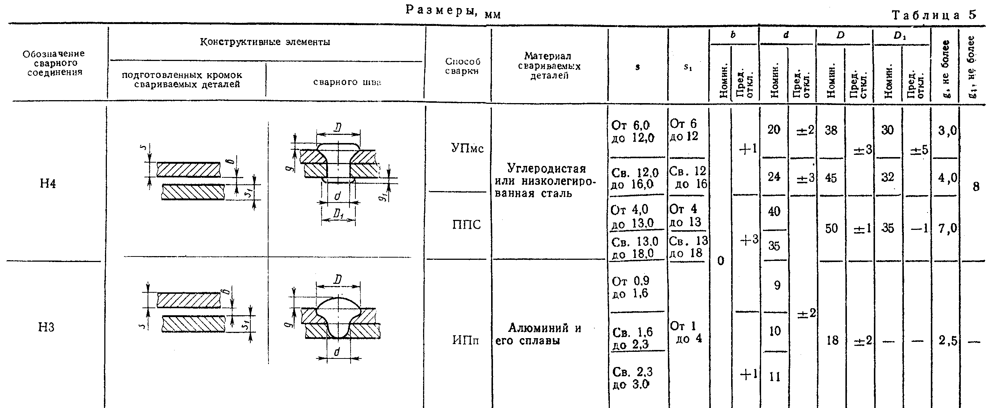 Размеры, мм
Таблица 5
Обозначение
сварного
соединения
Конструктивные элементы
подготовленных кромок
свариваемых деталей
сварного шва
Способ
сварки
Материал
свариваемых
деталей
s
s₁
b
Номин.
Пред.
откл.
d
Номин.
Пред.
откл.
D
Номин.
Пред.
сткл.
D₁
Номин.
Пред.
откл.
g, не более
g₁, не более
Н4
s
в
s₁
D
g
g₁
d
D₁
УПмс
ППС
Углеродистая
или низколегиро-
ванная сталь
От 6,0
до 12,0
От 6
до 12
Св. 12,0
до 16,0
Св. 12
до 16
От 4,0
до 13,0
От 4
до 13
Св. 13,0
до 18,0
Св. 13
до 18
0
+1
+3
20
±2
38
±3
30
±5
3,0
24
±3
45
32
4,0
8
40
35
50
±1
35
—1
7,0
Н3
s
в
s₁
D
g
d
ИПп
Алюминий и
его сплавы
От 0,9
до 1,6
Св. 1,6
до 2,3
Св. 2,3
до 3,0
От 1
до 4
+1
9
10
11
±2
18
±2
—
—
2,5
—